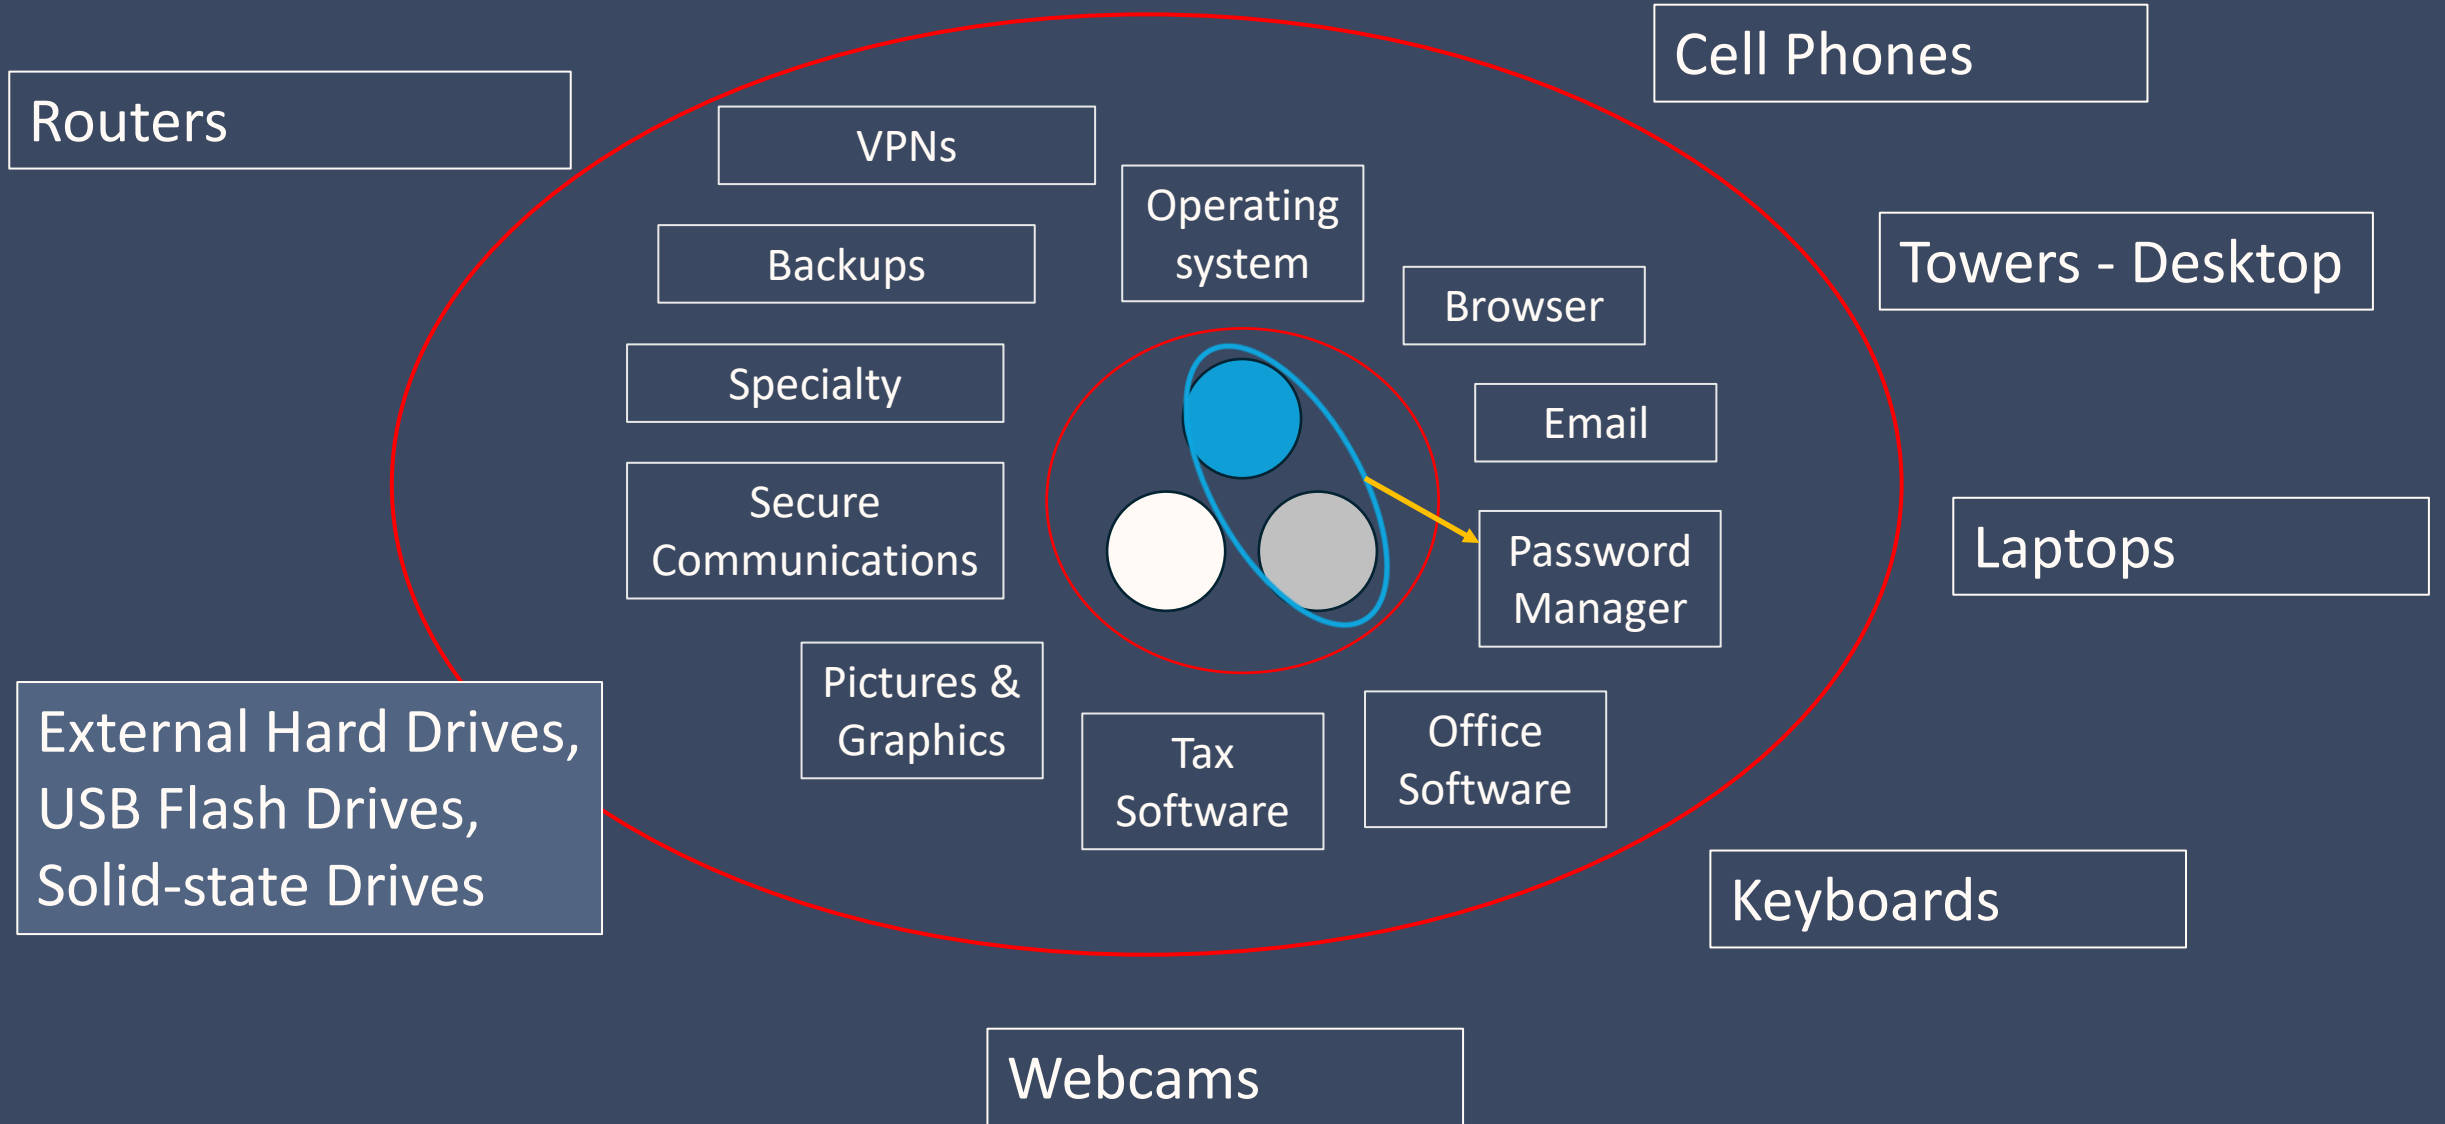 Cell Phones
Routers
VPNs
Operating
system
Backups
Browser
Towers - Desktop
Specialty
Email
Secure
Communications
Password
Manager
Laptops
Pictures &
Graphics
Tax
Software
Office
Software
External Hard Drives,
USB Flash Drives,
Solid-state Drives
Keyboards
Webcams